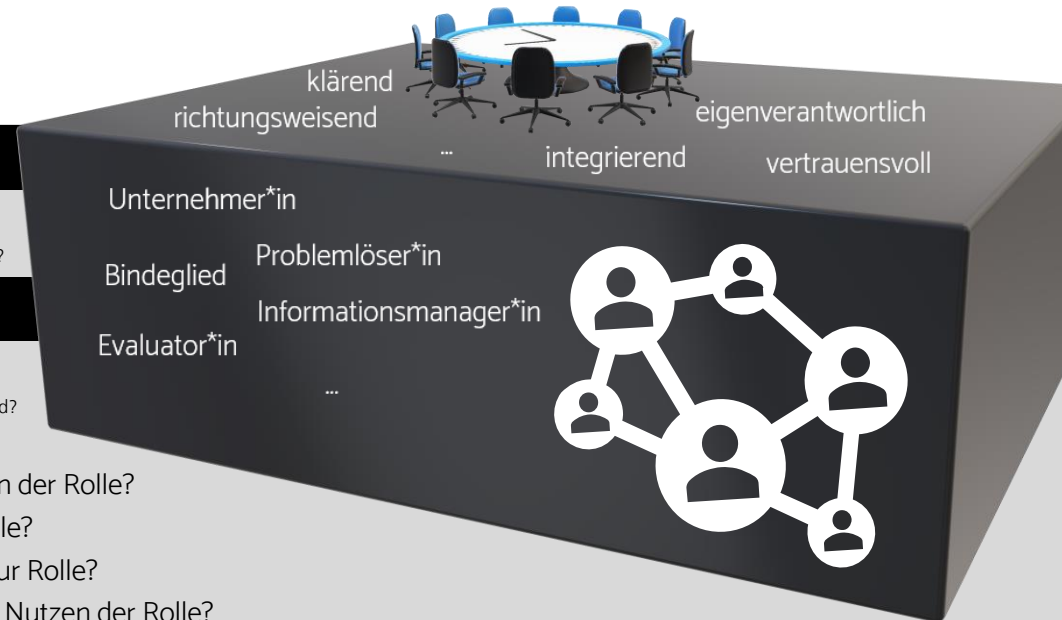 klärend
richtungsweisend
...
integrierend
eigenverantwortlich
vertrauensvoll
Unternehmer*in
Problemlöser*in
Bindeglied
Informationsmanager*in
Evaluator*in
...
?
d?
n der Rolle?
le?
ur Rolle?
Nutzen der Rolle?